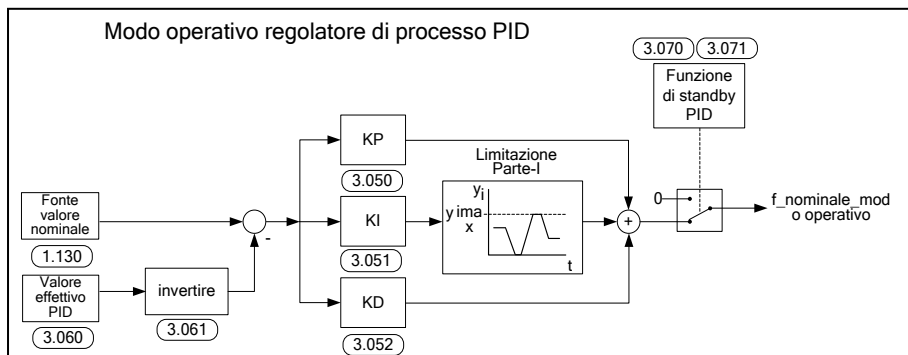 Modo operativo regolatore di processo PID
3.070
3.071
Funzione
di standby
PID
KP
3.050
Limitazione
Parte-I
yi
y ima
x
t
0
f_nominale_mod
o operativo
Fonte
valore
nominale
1.130
-
KI
3.051
+
Valore
effettivo
PID
3.060
invertire
3.061
KD
3.052